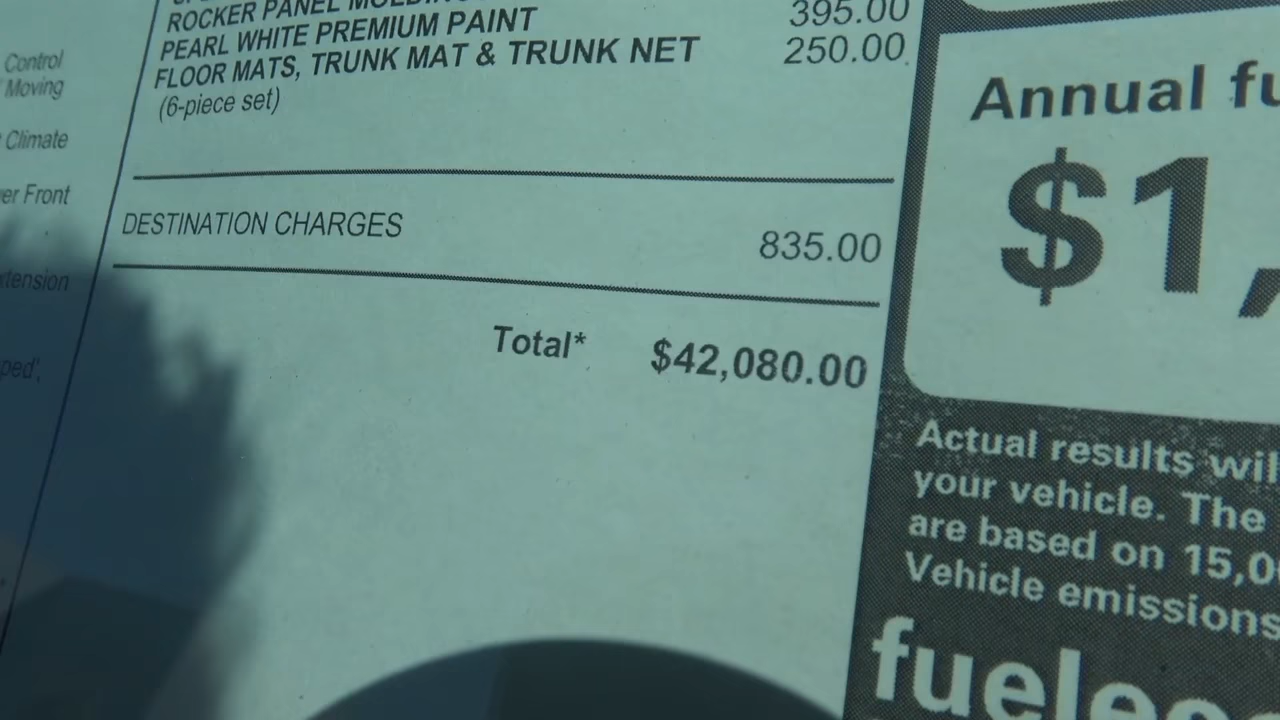 Control
Moving
Climate
er Front
tension
ped',
ROCKER PANEL
PEARL WHITE PREMIUM PAINT 395.00
FLOOR MATS, TRUNK MAT & TRUNK NET 250.00
(6-piece set)
DESTINATION CHARGES 835.00
Total* $42,080.00
Annual fu
$1,
Actual results wil
your vehicle. The
are based on 15,0
Vehicle emissions
fuelec